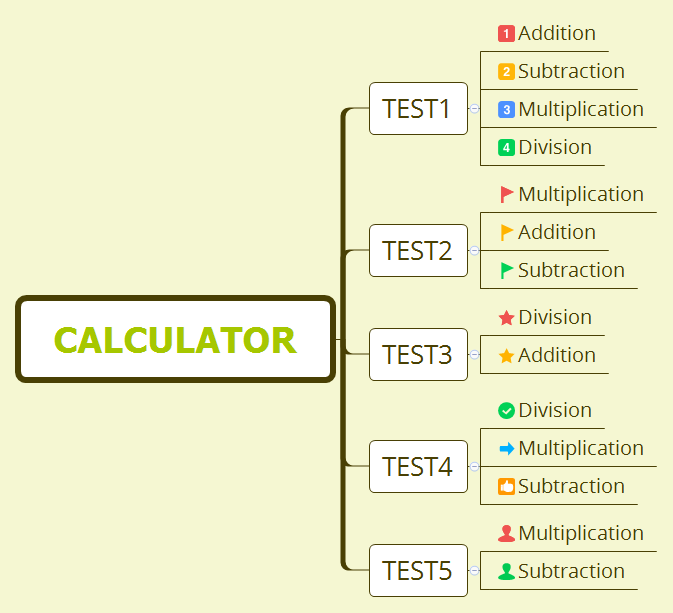 CALCULATOR
TEST1
1 Addition
2 Subtraction
3 Multiplication
4 Division
TEST2
Multiplication
Addition
Subtraction
TEST3
Division
Addition
TEST4
Division
Multiplication
Subtraction
TEST5
Multiplication
Subtraction